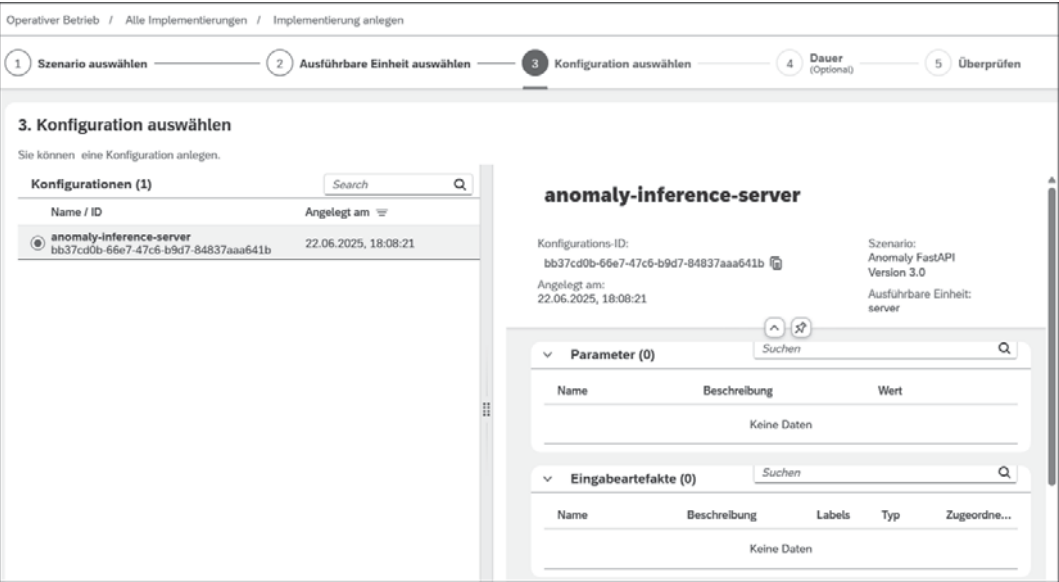 Operativer Betrieb / Alle Implementierungen / Implementierung anlegen
1 Szenario auswählen 2 Ausführbare Einheit auswählen 3 Konfiguration auswählen 4 Dauer (Optional) 5 Überprüfen
3. Konfiguration auswählen
Sie können eine Konfiguration anlegen.
Konfigurationen (1) Search
Name / ID Angelegt am
anomaly-inference-server 22.06.2025, 18:08:21
bb37cd0b-66e7-47c6-b9d7-84837aaa641b
anomaly-inference-server
Konfigurations-ID:
bb37cd0b-66e7-47c6-b9d7-84837aaa641b
Angelegt am:
22.06.2025, 18:08:21
Szenario:
Anomaly FastAPI
Version 3.0
Ausführbare Einheit:
server
Parameter (0) Suchen
Name Beschreibung Wert
Keine Daten
Eingabeartefakte (0) Suchen
Name Beschreibung Labels Typ Zugeordne...
Keine Daten